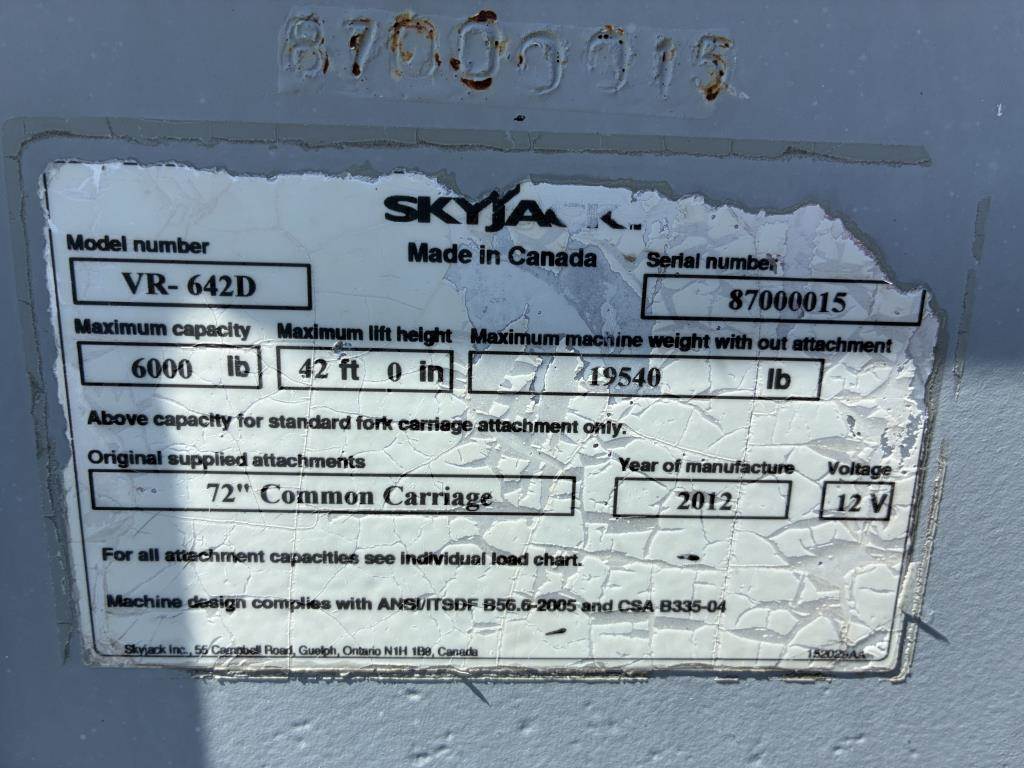 87000015
SKYJACK
Made in Canada
Model number
Serial number
VR- 642D
87000015
Maximum capacity Maximum lift height Maximum machine weight with out attachment
6000 lb 42 ft 0 in 19540 lb
Above capacity for standard fork carriage attachment only.
Original supplied attachments Year of manufacture Voltage
72" Common Carriage 2012 12 V
For all attachment capacities see individual load chart.
Machine design complies with ANSI/ITSDF B56.6-2005 and CSA B335-04
Skyjack Inc., 55 Campbell Road, Guelph, Ontario N1H 1B9, Canada